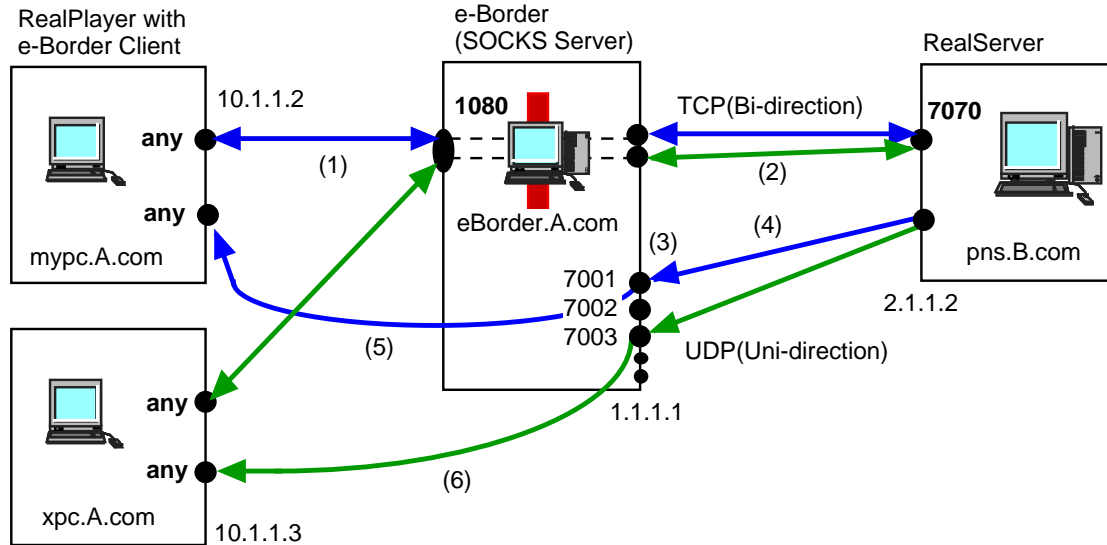 RealPlayer with
e-Border Client
e-Border
(SOCKS Server)
RealServer
10.1.1.2
1080
TCP(Bi-direction)
7070
any
(1)
(2)
any
eBorder.A.com
(4)
mypc.A.com
(3)
pns.B.com
7001
7002
2.1.1.2
7003
(5)
UDP(Uni-direction)
any
1.1.1.1
any
(6)
xpc.A.com
10.1.1.3